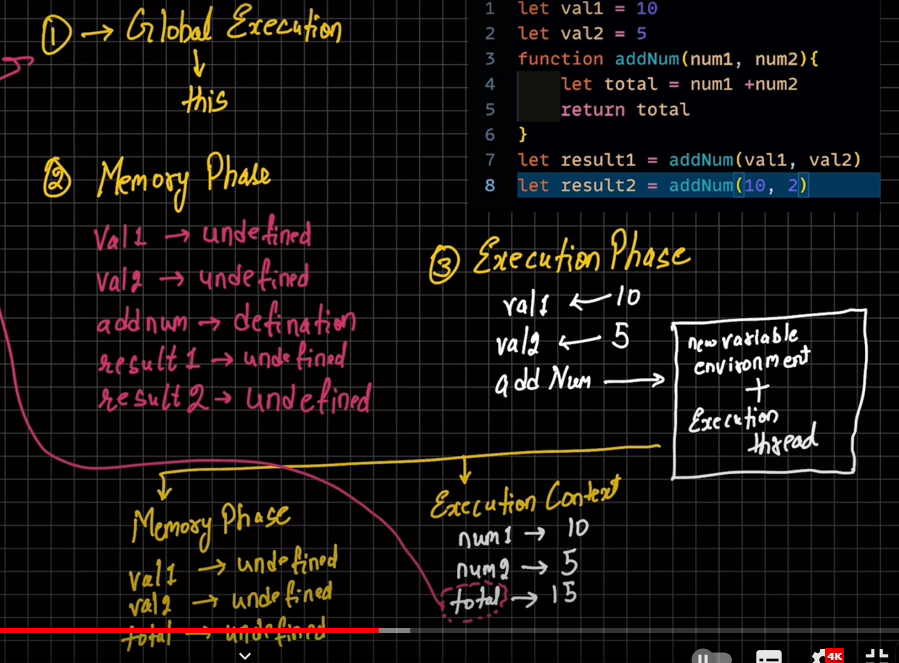 ① → Global Execution
↓
this
② Memory Phase
Val1 → undefined
val2 → undefined
addnum → defination
result1 → undefined
result2 → undefined
1 let val1 = 10
2 let val2 = 5
3 function addNum(num1, num2){
4 let total = num1 +num2
5 return total
6 }
7 let result1 = addNum(val1, val2)
8 let result2 = addNum(10, 2)
③ Execution Phase
val1 ← 10
val2 ← 5
addNum →
new variable
environment
+
Execution
thread
Memory Phase
val1 → undefined
val2 → undefined
total → undefined
Execution Context
num1 → 10
num2 → 5
total → 15
4K